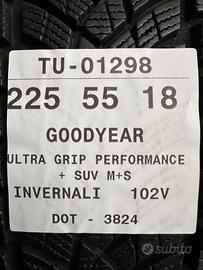 TU-01298
225 55 18
GOODYEAR
ULTRA GRIP PERFORMANCE
+ SUV M+S
INVERNALI 102V
DOT - 3824
subito